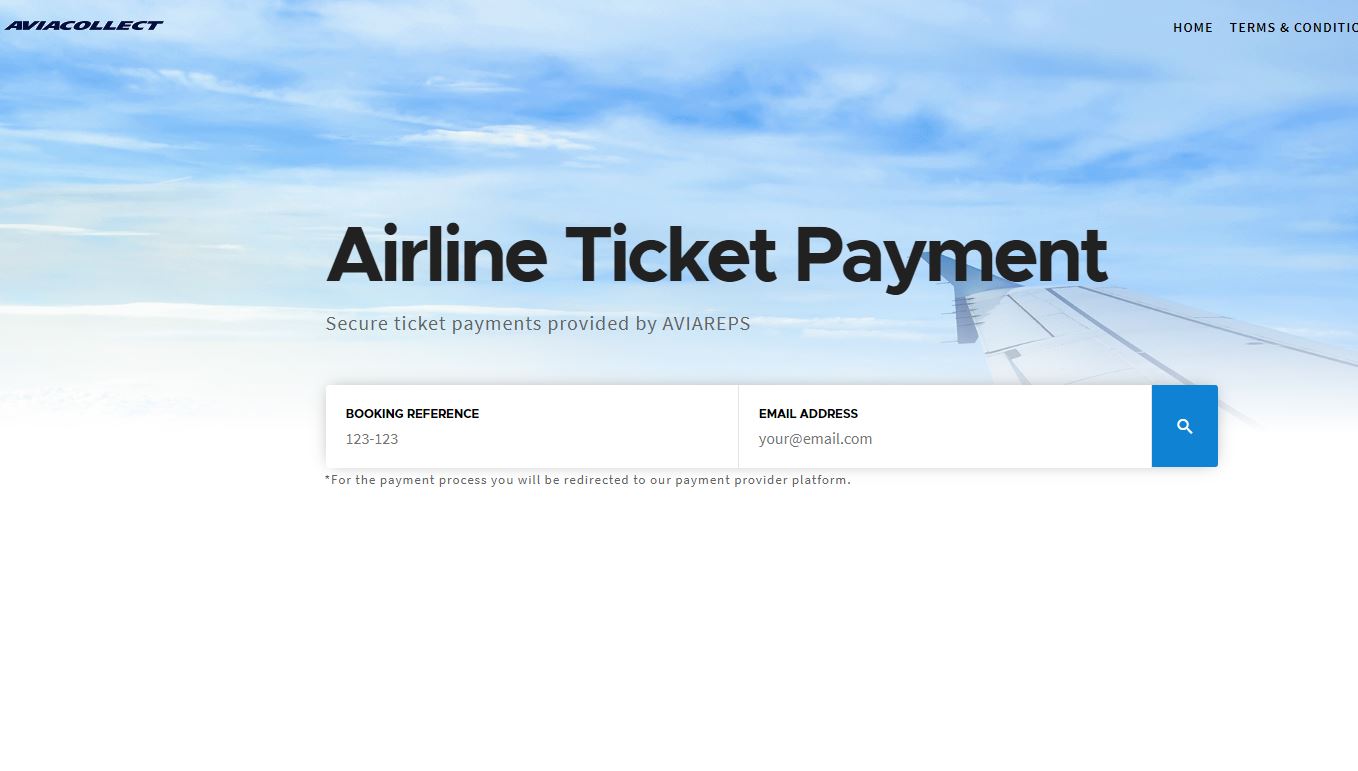 AVIACOLLECT
HOME TERMS & CONDITIO
Airline Ticket Payment
Secure ticket payments provided by AVIAREPS
BOOKING REFERENCE
123-123
EMAIL ADDRESS
your@email.com
*For the payment process you will be redirected to our payment provider platform.